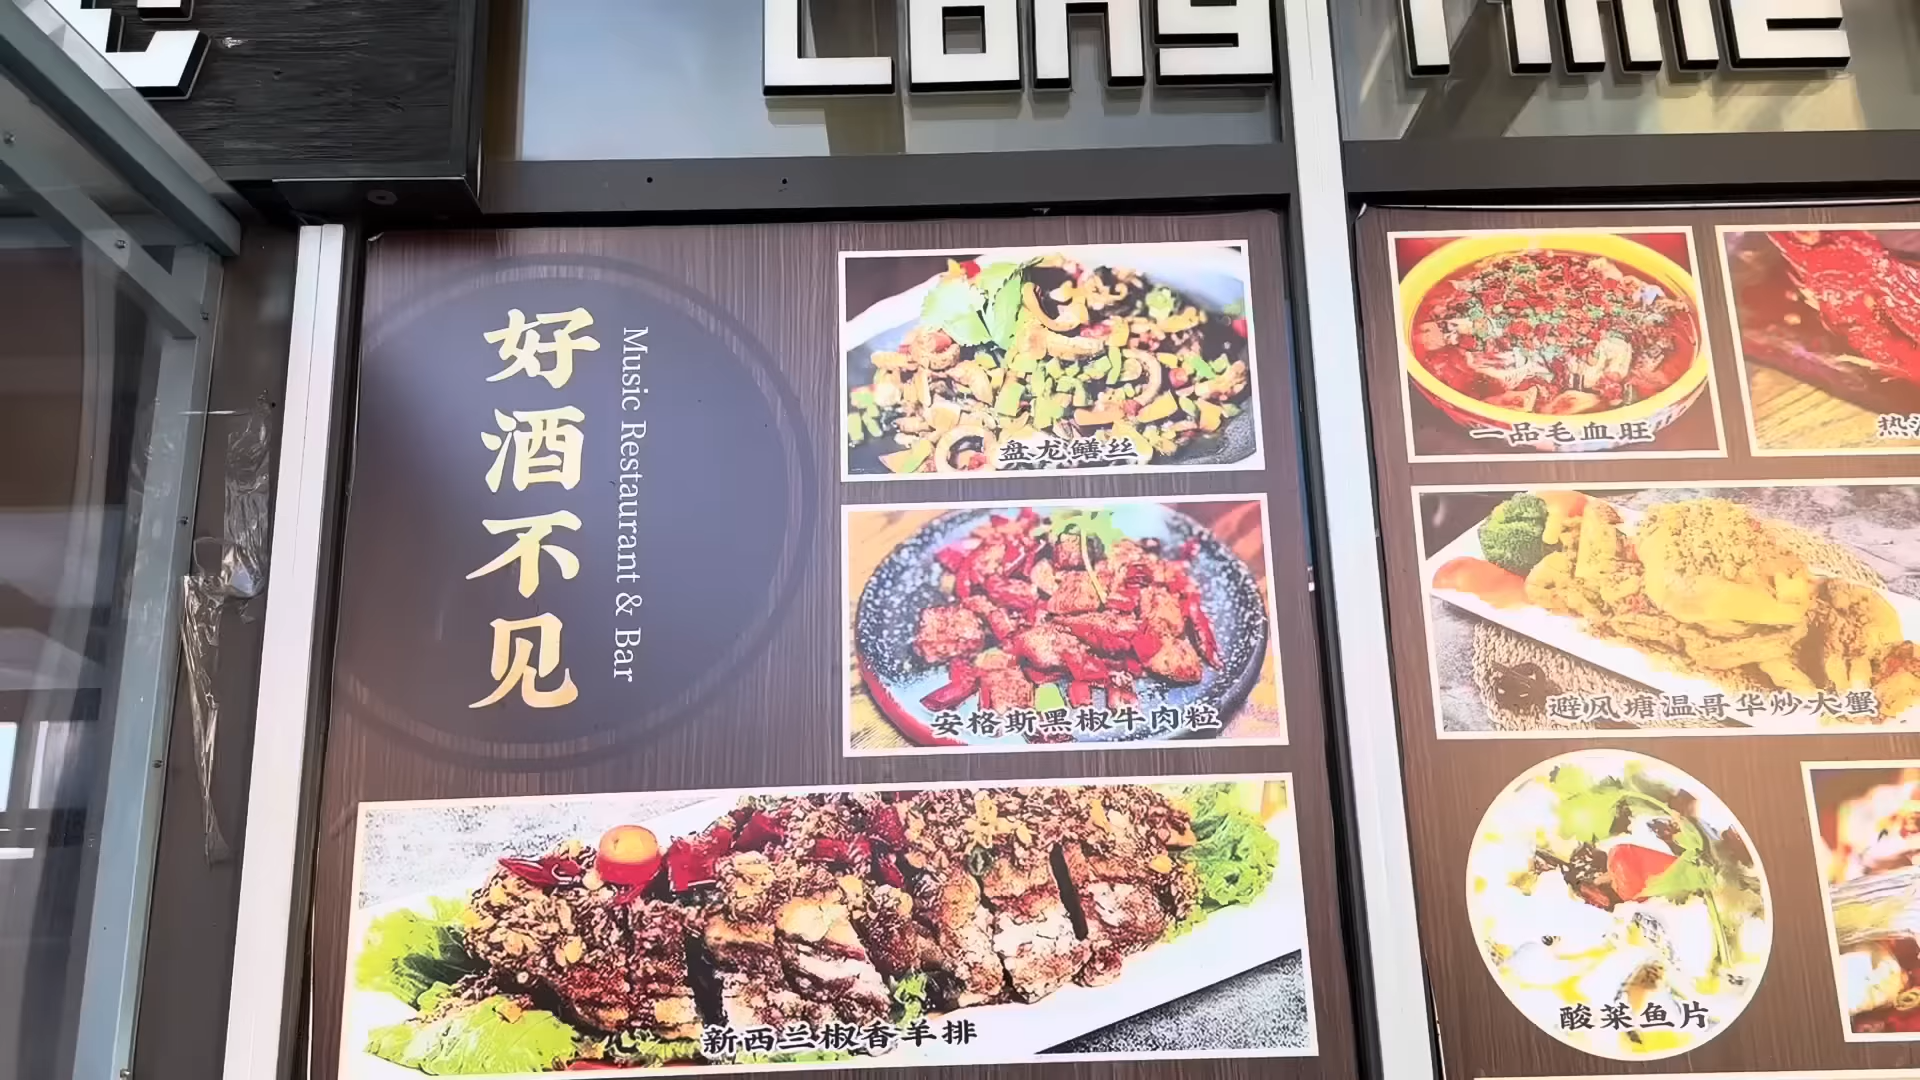 Long Time
好酒不见
Music Restaurant & Bar
盘龙鳝丝
安格斯黑椒牛肉粒
新西兰椒香羊排
一品毛血旺
热
避风塘温哥华炒大蟹
酸菜鱼片